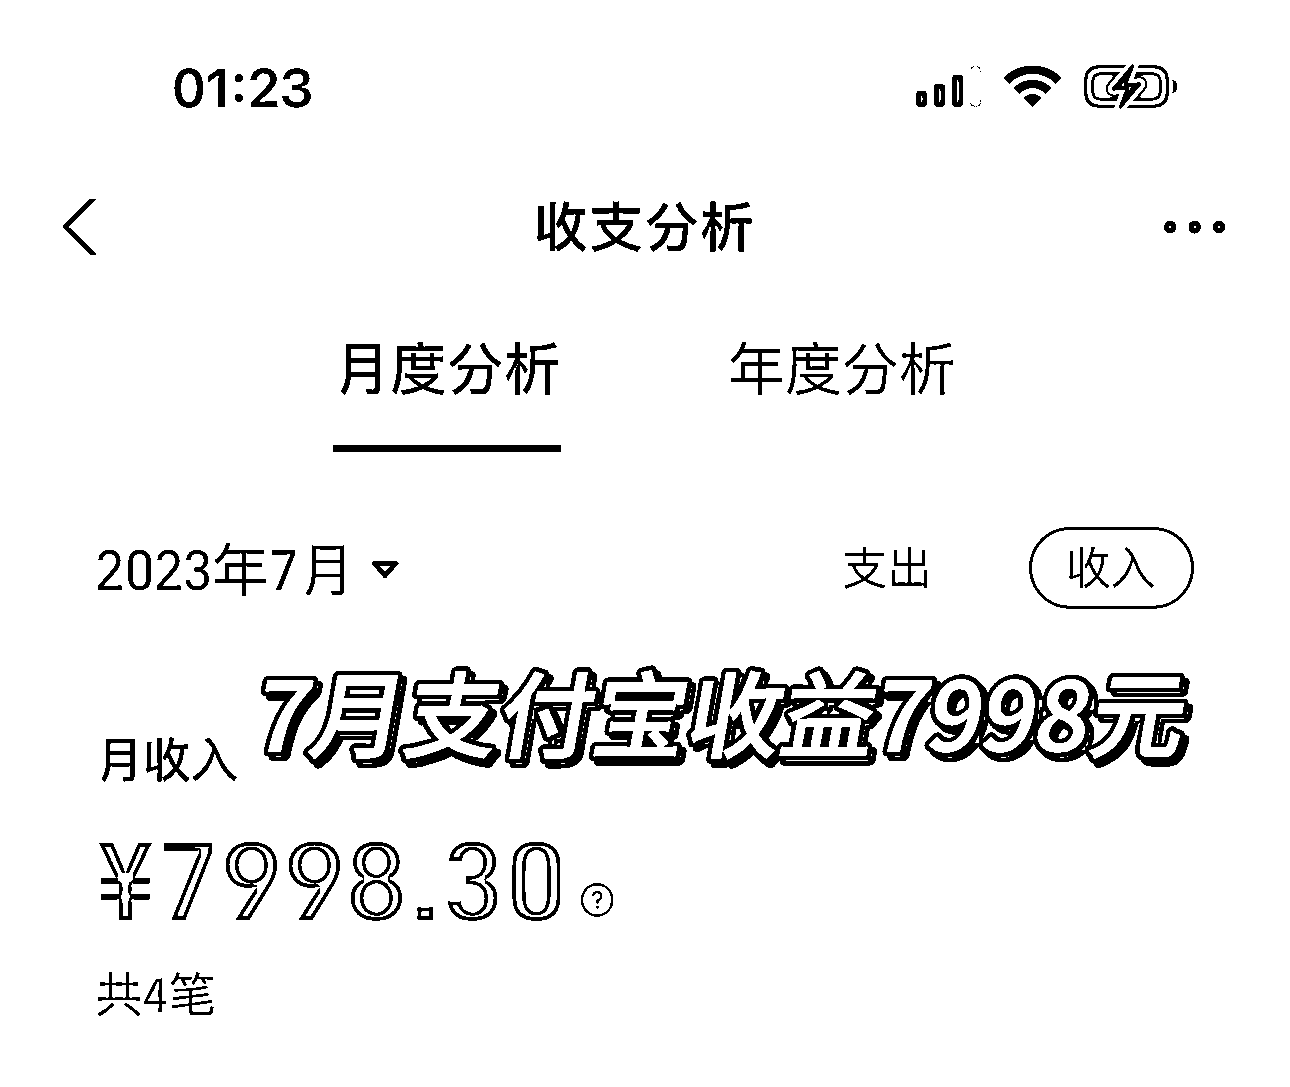 01:23
收支分析
月度分析 年度分析
2023年7月 支出 收入
7月支付宝收益7998元
月收入
¥7998.30 ?
共4笔